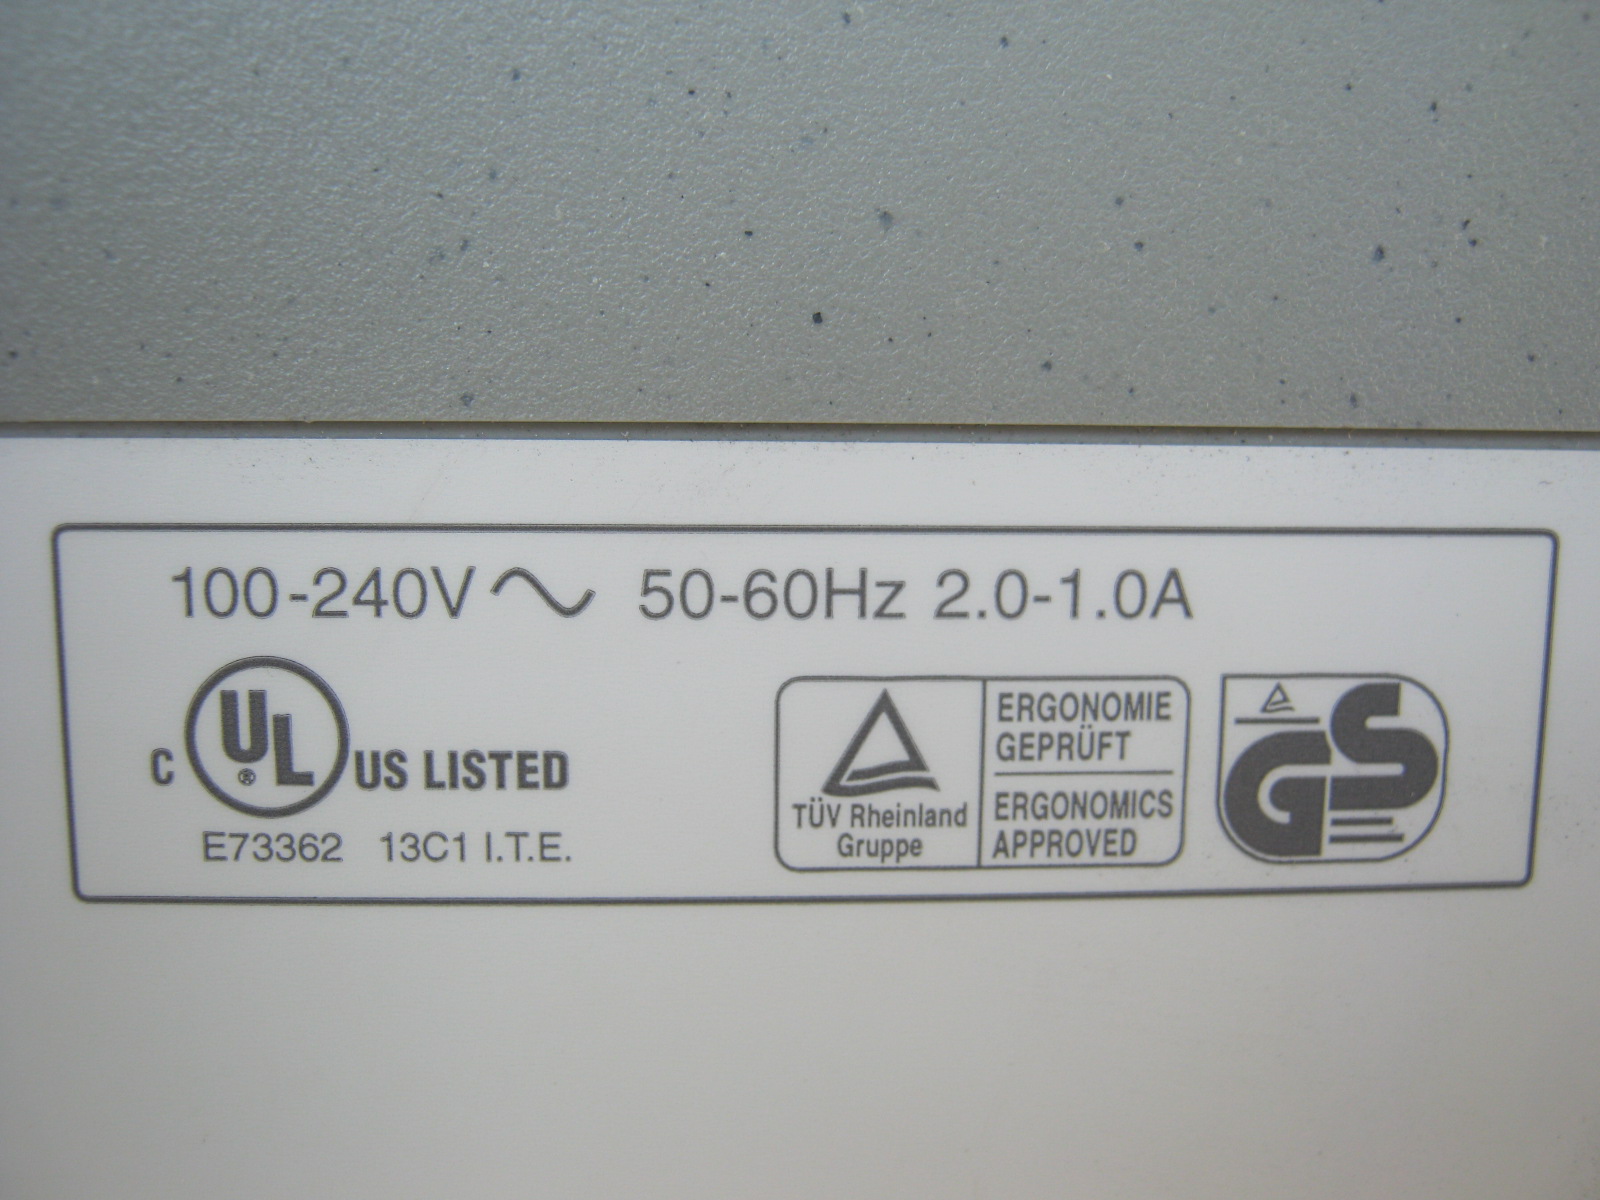 100-240V ~ 50-60Hz 2.0-1.0A
C UL ® US LISTED
E73362 13C1 I.T.E.
TÜV Rheinland
Gruppe
ERGONOMIE
GEPRÜFT
ERGONOMICS
APPROVED
GS